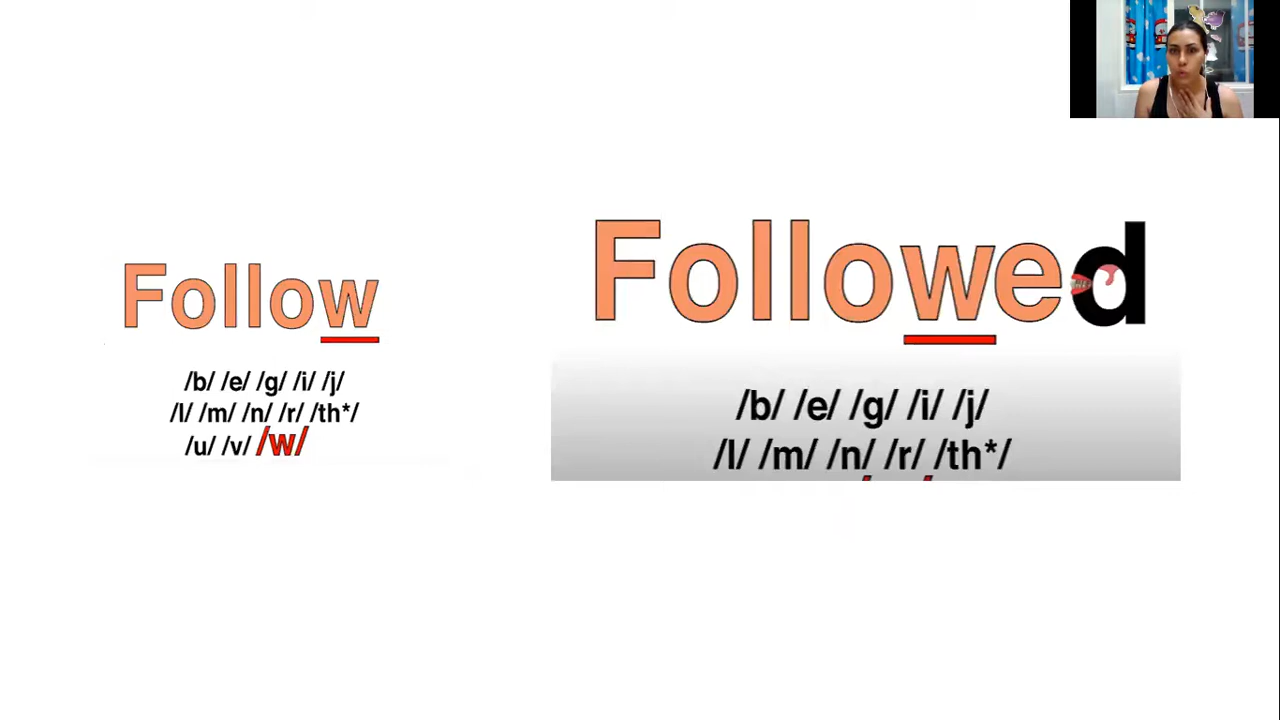 Follow
/b/ /e/ /g/ /i/ /j/
/l/ /m/ /n/ /r/ /th*/
/u/ /v/ /w/
Followed
/b/ /e/ /g/ /i/ /j/
/l/ /m/ /n/ /r/ /th*/